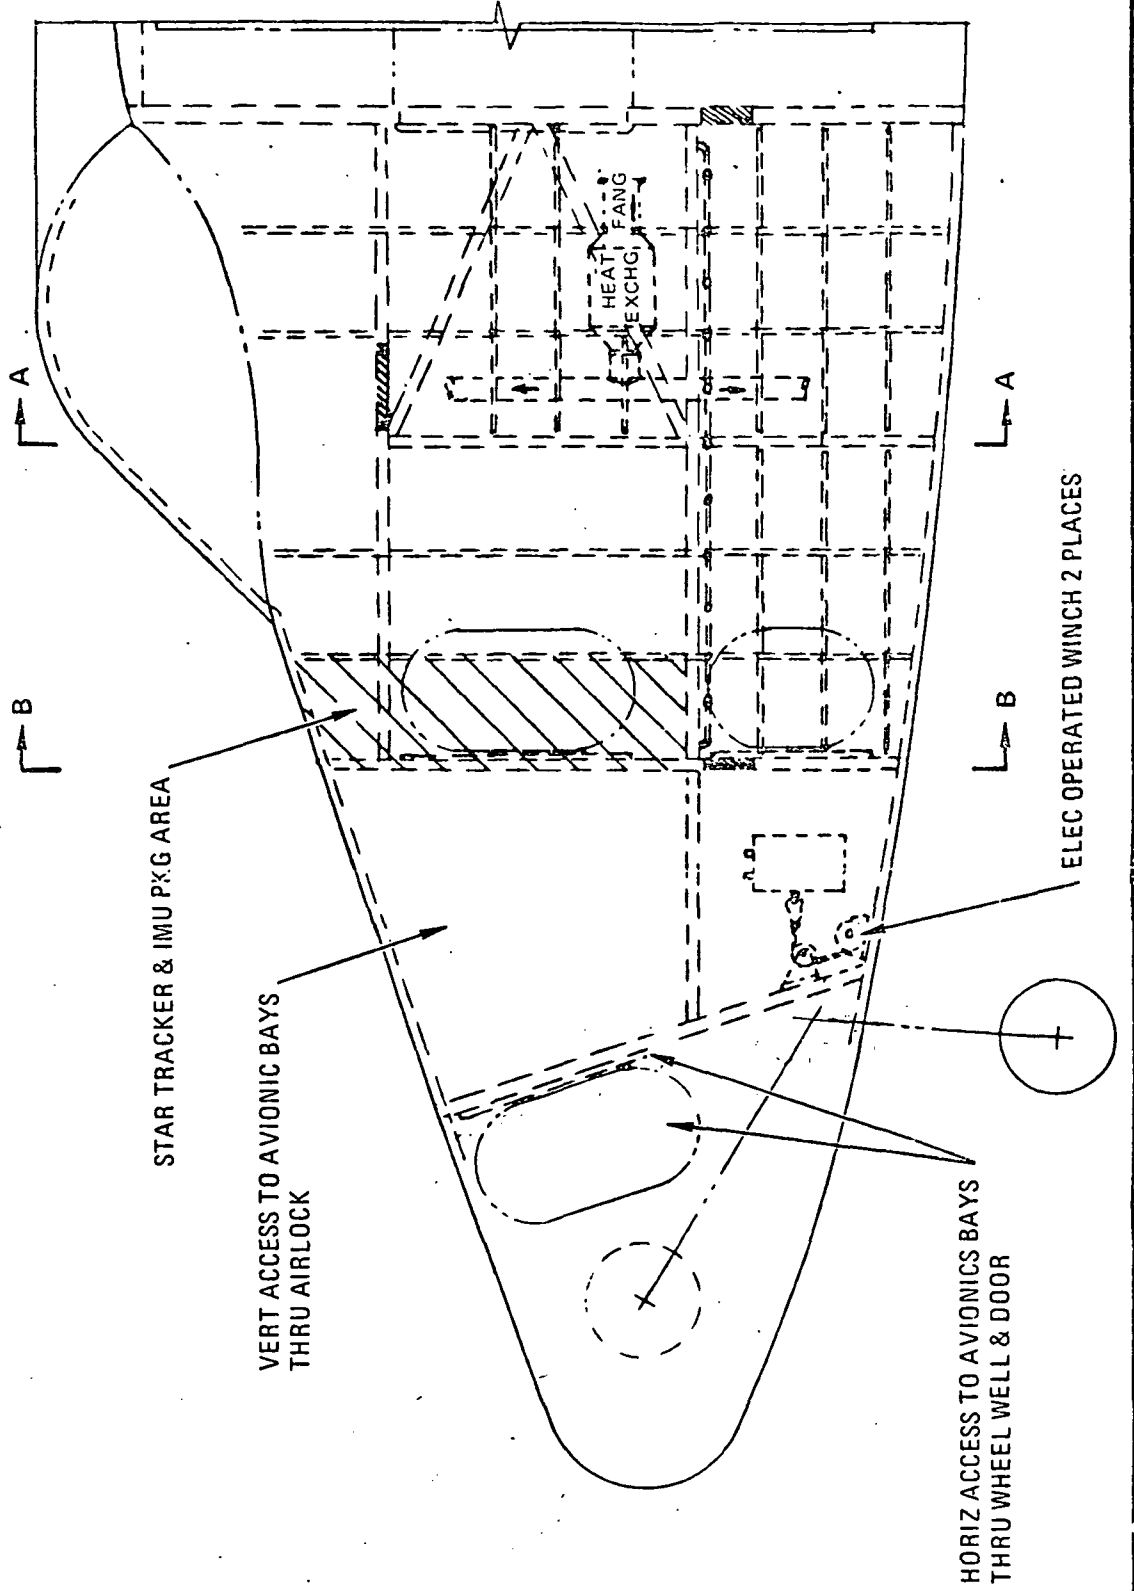 B
A
STAR TRACKER & IMU PKG AREA
VERT ACCESS TO AVIONIC BAYS
THRU AIRLOCK
HEAT
EXCHG
FANG
HORIZ ACCESS TO AVIONICS BAYS
THRU WHEEL WELL & DOOR
B
A
ELEC OPERATED WINCH 2 PLACES